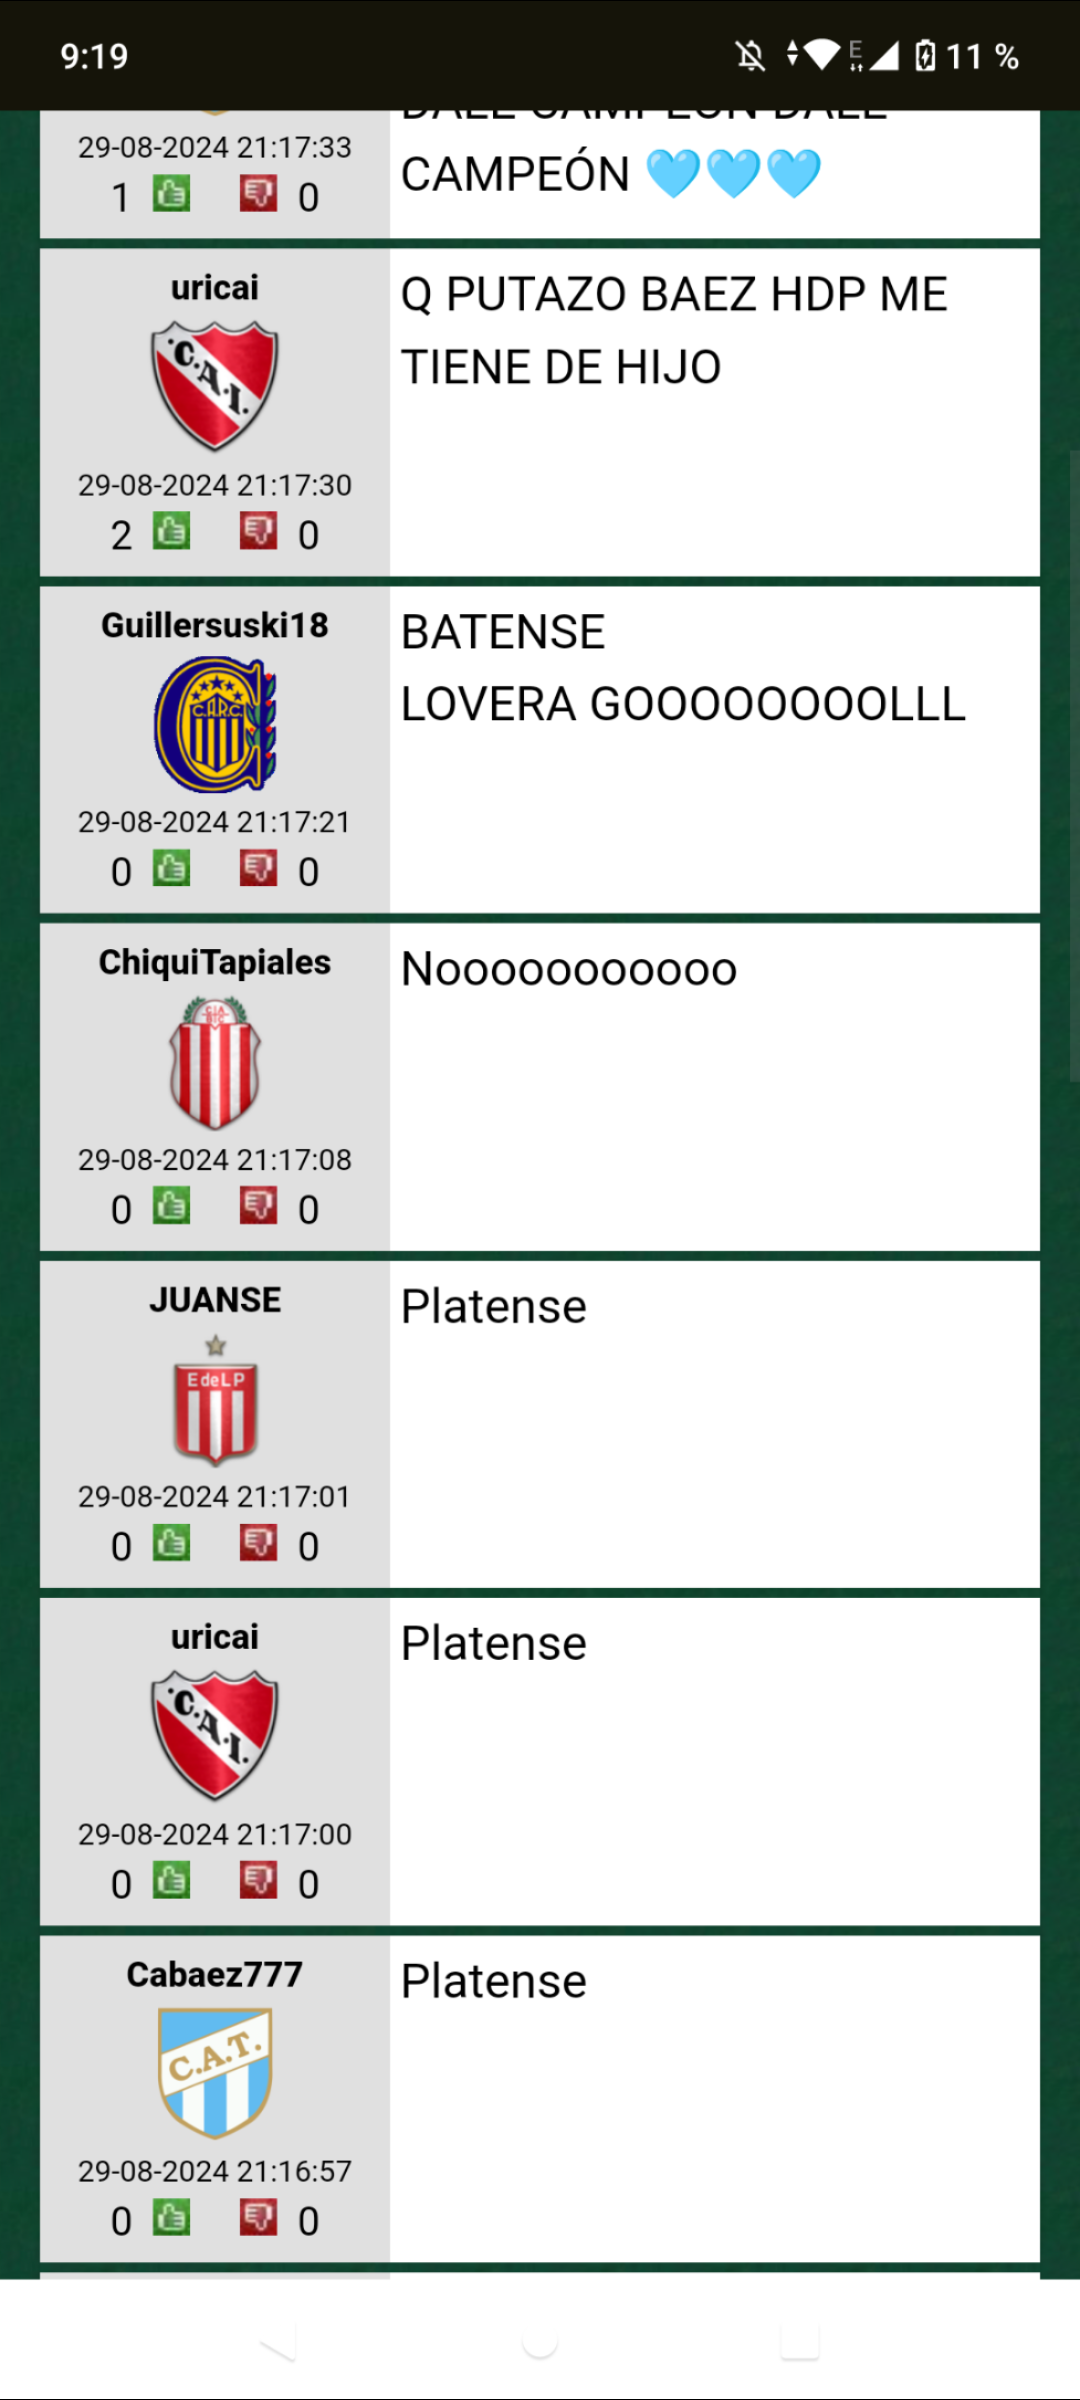 9:19
E
11 %
DALE CAMPEÓN DALE
CAMPEÓN 🩵🩵🩵
29-08-2024 21:17:33
1 0
uricai
C.A.I.
29-08-2024 21:17:30
2 0
Q PUTAZO BAEZ HDP ME
TIENE DE HIJO
Guillersuski18
C.A.R.C.
29-08-2024 21:17:21
0 0
BATENSE
LOVERA GOOOOOOOOLLL
ChiquiTapiales
29-08-2024 21:17:08
0 0
Nooooooooooo
JUANSE
EdeLP
29-08-2024 21:17:01
0 0
Platense
uricai
C.A.I.
29-08-2024 21:17:00
0 0
Platense
Cabaez777
C.A.T.
29-08-2024 21:16:57
0 0
Platense